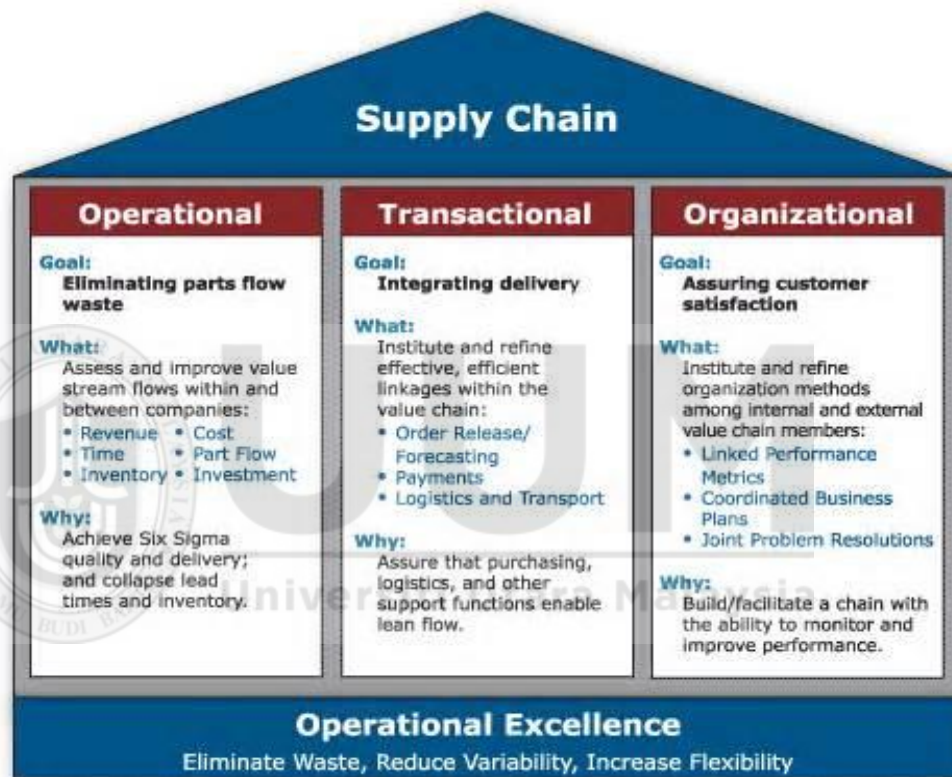 Supply Chain
Operational
Goal:
Eliminating parts flow
waste
What:
Assess and improve value
stream flows within and
between companies:
• Revenue • Cost
• Time • Part Flow
• Inventory • Investment
Why:
Achieve Six Sigma
quality and delivery;
and collapse lead
times and inventory.
Transactional
Goal:
Integrating delivery
What:
Institute and refine
effective, efficient
linkages within the
value chain:
• Order Release/
Forecasting
• Payments
• Logistics and Transport
Why:
Assure that purchasing,
logistics, and other
support functions enable
lean flow.
Organizational
Goal:
Assuring customer
satisfaction
What:
Institute and refine
organization methods
among internal and external
value chain members:
• Linked Performance
Metrics
• Coordinated Business
Plans
• Joint Problem Resolutions
Why:
Build/facilitate a chain with
the ability to monitor and
improve performance.
Operational Excellence
Eliminate Waste, Reduce Variability, Increase Flexibility
UUM
Universiti Utara Malaysia
BUDI